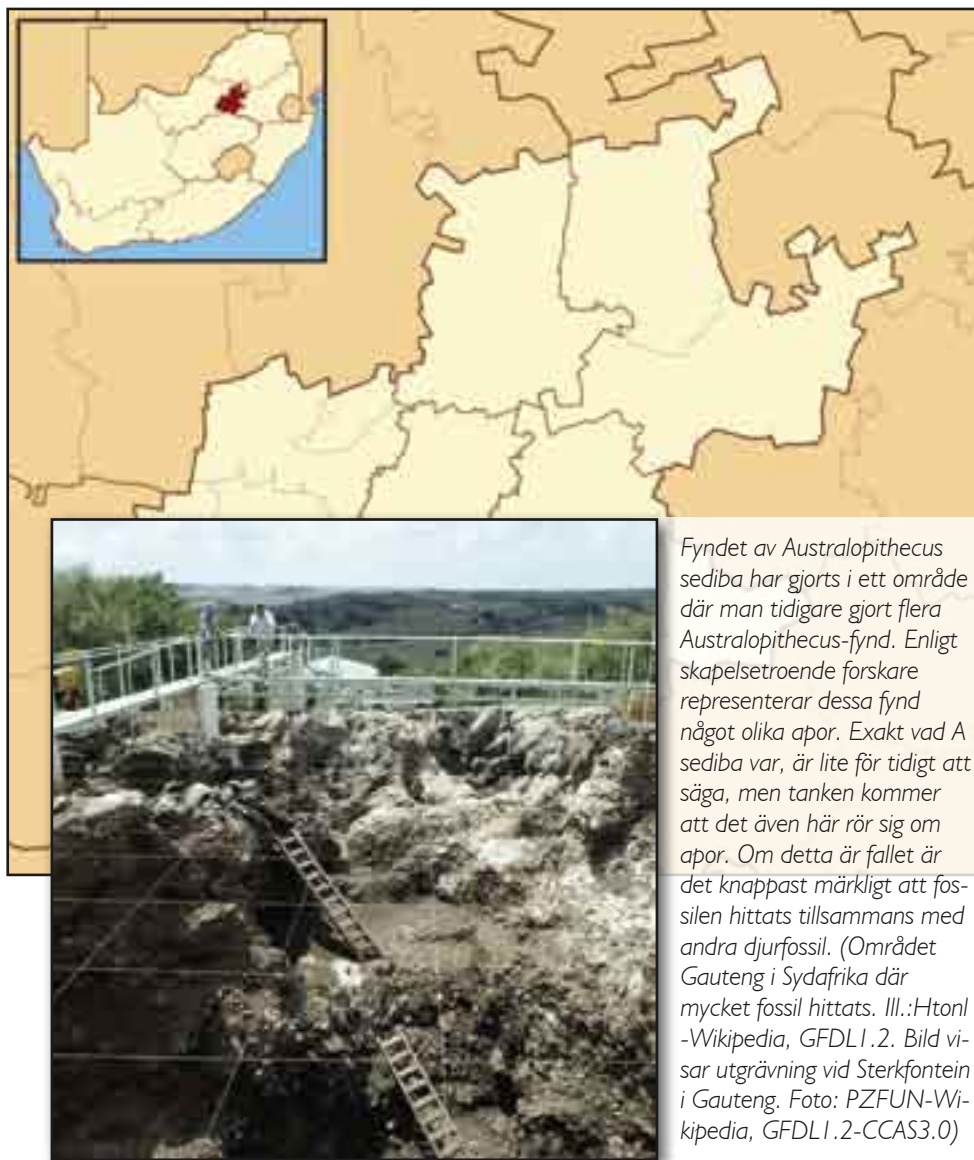 Fyndet av Australopithecus
sediba har gjorts i ett område
där man tidigare gjort flera
Australopithecus-fynd. Enligt
skapelsetroende forskare
representerar dessa fynd
något olika apor. Exakt vad A
sediba var, är lite för tidigt att
säga, men tanken kommer
att det även här rör sig om
apor. Om detta är fallet är
det knappast märkligt att fos-
silen hittats tillsammans med
andra djurfossil. (Området
Gauteng i Sydafrika där
mycket fossil hittats. Ill.:Htonl
-Wikipedia, GFDL1.2. Bild vi-
sar utgrävning vid Sterkfontein
i Gauteng. Foto: PZFUN-Wi-
kipedia, GFDL1.2-CCAS3.0)